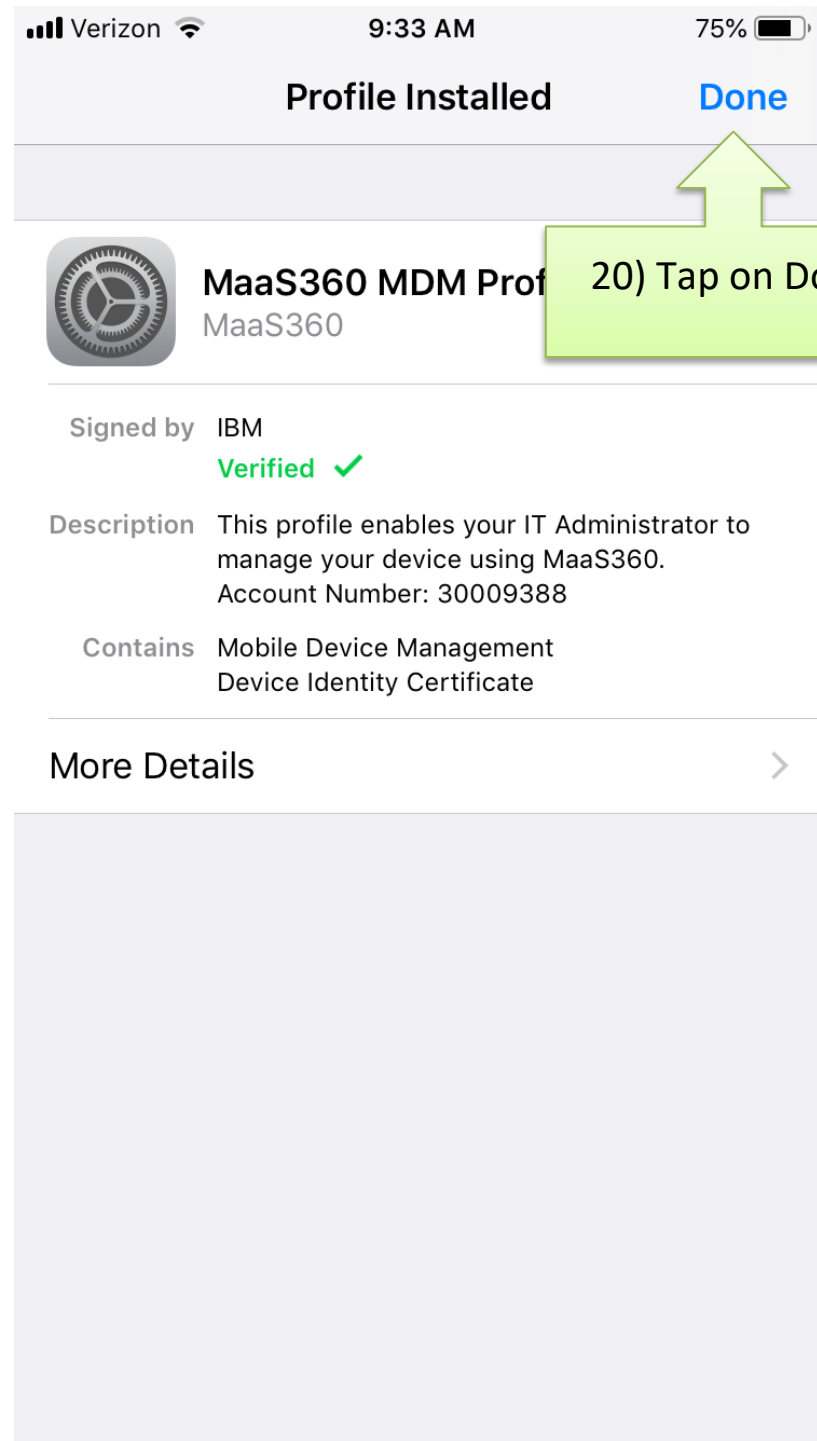 Verizon 9:33 AM 75%
Profile Installed Done
MaaS360 MDM Prof
20) Tap on Do
MaaS360
Signed by IBM
Verified
Description This profile enables your IT Administrator to
manage your device using MaaS360.
Account Number: 30009388
Contains Mobile Device Management
Device Identity Certificate
More Details